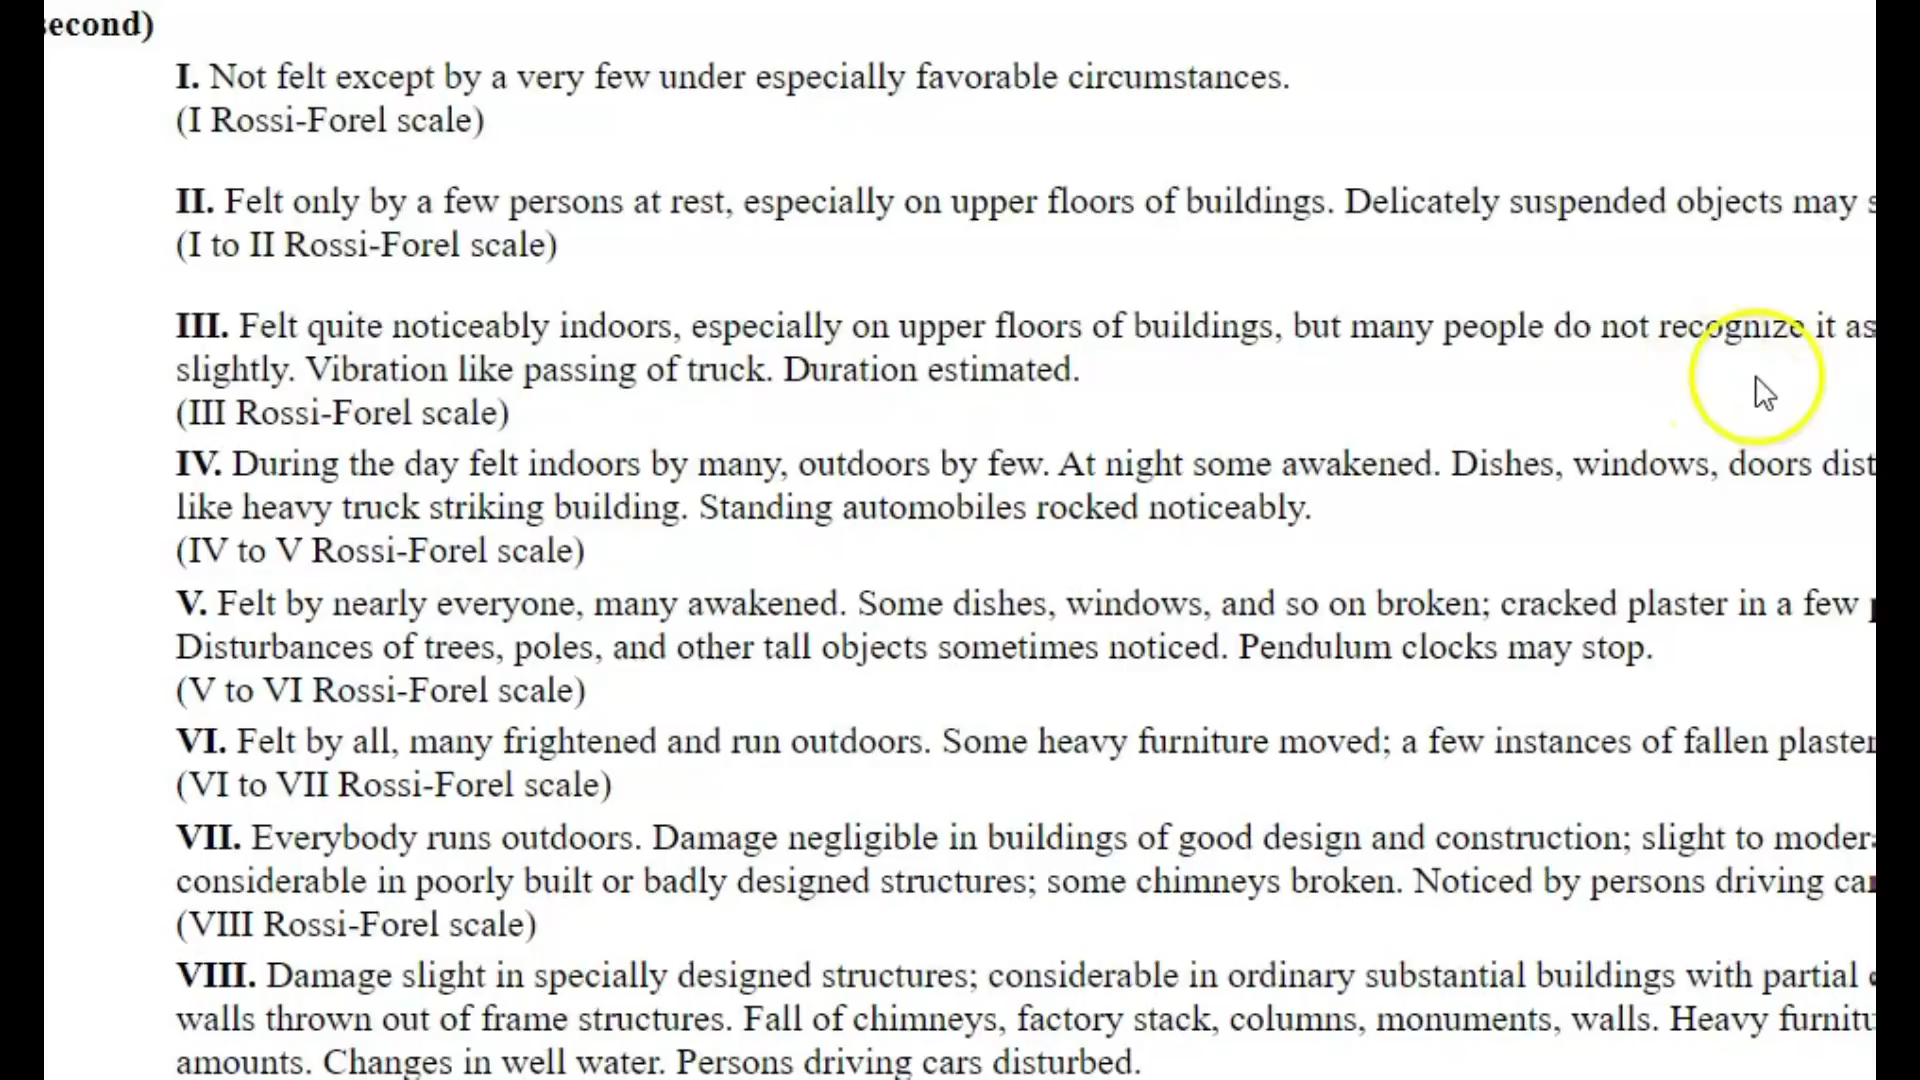 second)
I. Not felt except by a very few under especially favorable circumstances.
(I Rossi-Forel scale)
II. Felt only by a few persons at rest, especially on upper floors of buildings. Delicately suspended objects may
(I to II Rossi-Forel scale)
III. Felt quite noticeably indoors, especially on upper floors of buildings, but many people do not recognize it as
slightly. Vibration like passing of truck. Duration estimated.
(III Rossi-Forel scale)
IV. During the day felt indoors by many, outdoors by few. At night some awakened. Dishes, windows, doors dist
like heavy truck striking building. Standing automobiles rocked noticeably.
(IV to V Rossi-Forel scale)
V. Felt by nearly everyone, many awakened. Some dishes, windows, and so on broken; cracked plaster in a few
Disturbances of trees, poles, and other tall objects sometimes noticed. Pendulum clocks may stop.
(V to VI Rossi-Forel scale)
VI. Felt by all, many frightened and run outdoors. Some heavy furniture moved; a few instances of fallen plaster
(VI to VII Rossi-Forel scale)
VII. Everybody runs outdoors. Damage negligible in buildings of good design and construction; slight to moder
considerable in poorly built or badly designed structures; some chimneys broken. Noticed by persons driving car
(VIII Rossi-Forel scale)
VIII. Damage slight in specially designed structures; considerable in ordinary substantial buildings with partial
walls thrown out of frame structures. Fall of chimneys, factory stack, columns, monuments, walls. Heavy furnitu
amounts. Changes in well water. Persons driving cars disturbed.